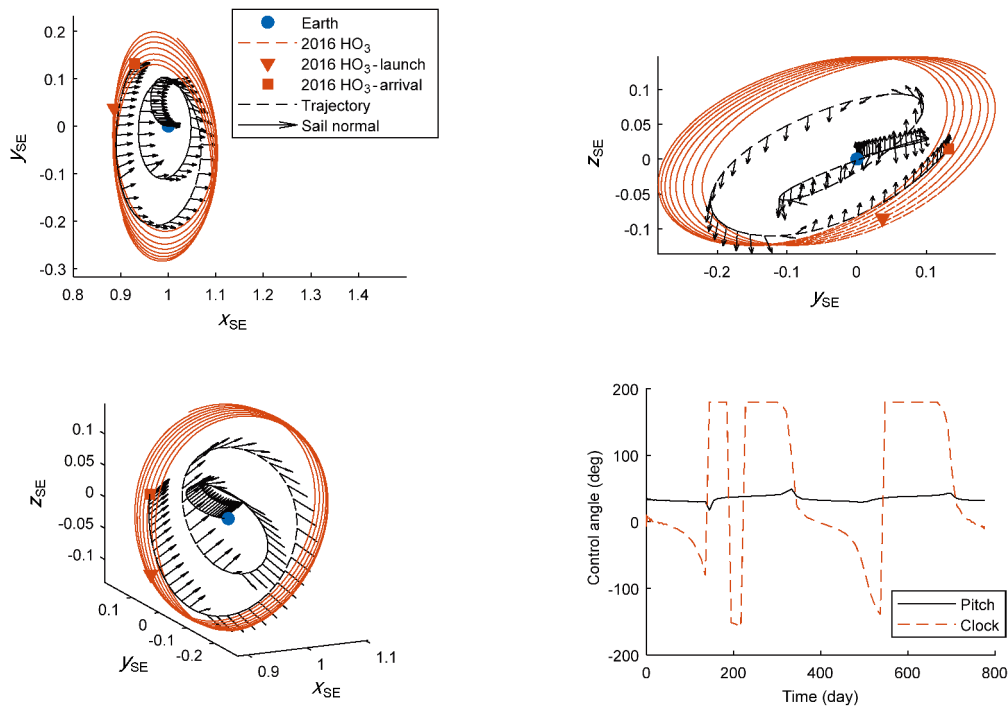 0.3
0.2
0.1
0
-0.1
-0.2
-0.3
y_SE
0.8 0.9 1 1.1 1.2 1.3 1.4
x_SE
Earth
2016 HO₃
2016 HO₃-launch
2016 HO₃-arrival
Trajectory
Sail normal
0.1
0.05
0
-0.05
-0.1
z_SE
-0.2 -0.1 0 0.1
y_SE
0.1
0.05
0
-0.05
-0.1
z_SE
0.1
0
-0.1
-0.2
y_SE
0.9
1
1.1
x_SE
200
100
0
-100
-200
Control angle (deg)
0 200 400 600 800
Time (day)
Pitch
Clock